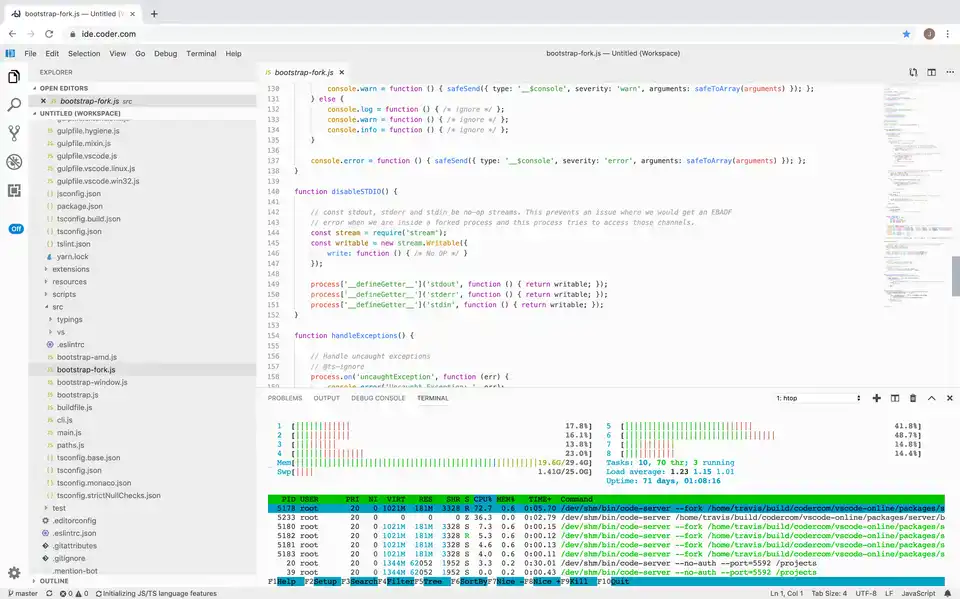 bootstrap-fork.js — Untitled (
ide.coder.com
J
File Edit Selection View Go Debug Terminal Help
bootstrap-fork.js — Untitled (Workspace)
EXPLORER
OPEN EDITORS
bootstrap-fork.js src
UNTITLED (WORKSPACE)
gulpfile.hygiene.js
gulpfile.mixin.js
gulpfile.vscode.js
gulpfile.vscode.linux.js
gulpfile.vscode.win32.js
jsconfig.json
package.json
tsconfig.build.json
tsconfig.json
tslint.json
yarn.lock
extensions
resources
scripts
src
typings
vs
.eslintrc
bootstrap-amd.js
bootstrap-fork.js
bootstrap-window.js
bootstrap.js
buildfile.js
cli.js
main.js
paths.js
tsconfig.base.json
tsconfig.json
tsconfig.monaco.json
tsconfig.strictNullChecks.json
test
.editorconfig
.eslintrc.json
.gitattributes
.gitignore
.mention-bot
OUTLINE
Off
JS bootstrap-fork.js
130 console.warn = function () { safeSend({ type: '__$console', severity: 'warn', arguments: safeToArray(arguments) }); };
131 } else {
132 console.log = function () { /* ignore */ };
133 console.warn = function () { /* ignore */ };
134 console.info = function () { /* ignore */ };
135 }
136
137 console.error = function () { safeSend({ type: '__$console', severity: 'error', arguments: safeToArray(arguments) }); };
138 }
139
140 function disableSTDIO() {
141
142 // const stdout, stderr and stdin be no-op streams. This prevents an issue where we would get an EBADF
143 // error when we are inside a forked process and this process tries to access those channels.
144 const stream = require('stream');
145 const writable = new stream.Writable({
146 write: function () { /* No OP */ }
147 });
148
149 process['__defineGetter__']('stdout', function () { return writable; });
150 process['__defineGetter__']('stderr', function () { return writable; });
151 process['__defineGetter__']('stdin', function () { return writable; });
152 }
153
154 function handleExceptions() {
155
156 // Handle uncaught exceptions
157 // @ts-ignore
158 process.on('uncaughtException', function (err) {
159 console.error('Uncaught Exception: ', err);
PROBLEMS OUTPUT DEBUG CONSOLE TERMINAL
1: htop
1 [ 17.8%] 5 [ 41.8%]
2 [ 16.1%] 6 [ 48.7%]
3 [ 13.8%] 7 [ 14.8%]
4 [ 23.0%] 8 [ 14.4%]
Mem[ 19.6G/29.4G] Tasks: 10, 70 thr; 3 running
Swp[ 1.41G/25.0G] Load average: 1.23 1.15 1.01
Uptime: 71 days, 01:08:16
PID USER PRI NI VIRT RES SHR S CPU% MEM% TIME+ Command
5178 root 20 0 1021M 181M 3328 R 72.7 0.6 0:05.70 /dev/shm/bin/code-server --fork /home/travis/build/codercom/vscode-online/packages/s
5233 root 20 0 0 0 0 Z 36.3 0.0 0:02.79 /dev/shm/bin/code-server /home/travis/build/codercom/vscode-online/packages/server/b
5180 root 20 0 1021M 181M 3328 S 7.3 0.6 0:00.15 /dev/shm/bin/code-server --fork /home/travis/build/codercom/vscode-online/packages/s
5182 root 20 0 1021M 181M 3328 R 5.3 0.6 0:00.12 /dev/shm/bin/code-server --fork /home/travis/build/codercom/vscode-online/packages/s
5181 root 20 0 1021M 181M 3328 S 4.6 0.6 0:00.13 /dev/shm/bin/code-server --fork /home/travis/build/codercom/vscode-online/packages/s
5183 root 20 0 1021M 181M 3328 S 4.0 0.6 0:00.11 /dev/shm/bin/code-server --fork /home/travis/build/codercom/vscode-online/packages/s
20 root 20 0 1344M 62052 1952 S 3.3 0.2 0:30.01 /dev/shm/bin/code-server --no-auth --port=5592 /projects
39 root 20 0 1344M 62052 1952 S 0.0 0.2 0:00.43 /dev/shm/bin/code-server --no-auth --port=5592 /projects
F1Help F2Setup F3SearchF4FilterF5Tree F6SortByF7Nice -F8Nice +F9Kill F10Quit
master 0 0 Initializing JS/TS language features
Ln 1, Col 1 Tab Size: 4 UTF-8 LF JavaScript